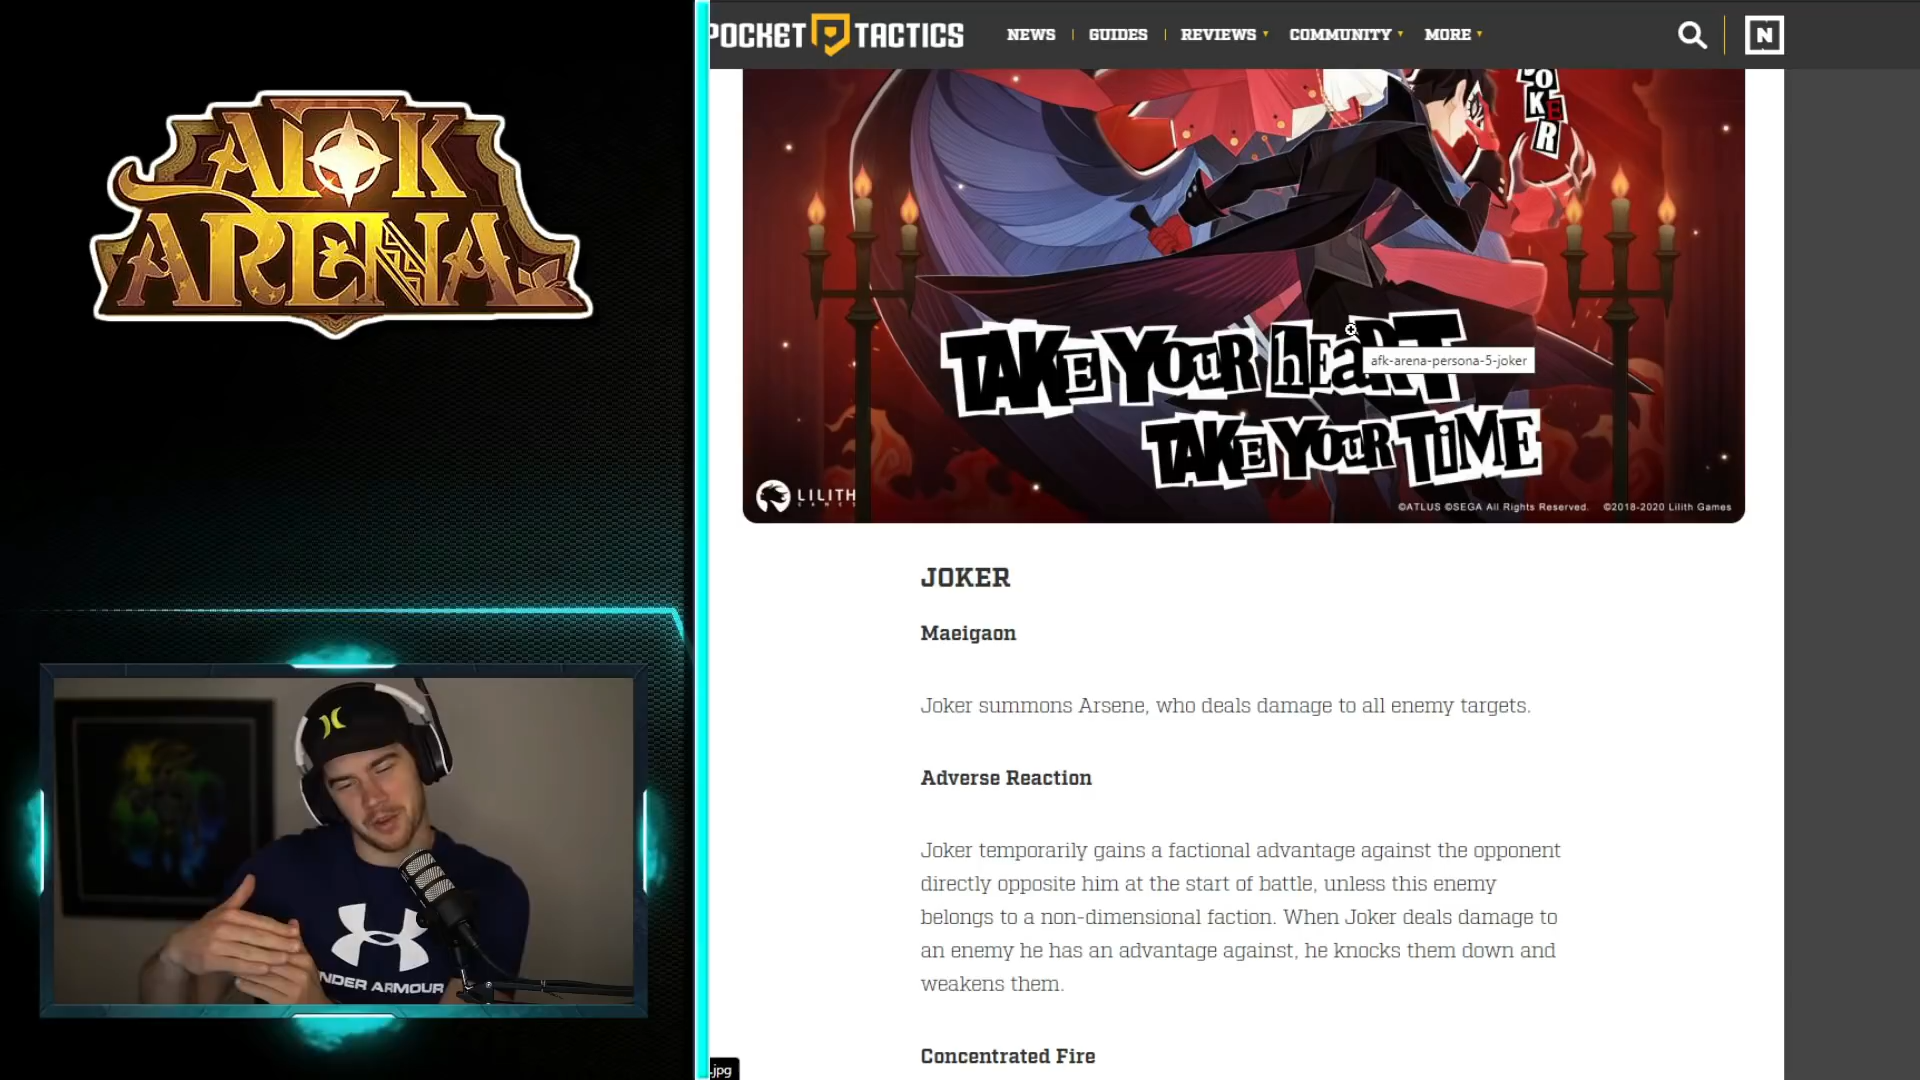 AFK
ARENA
UNDER ARMOUR
POCKET TACTICS
NEWS
GUIDES
REVIEWS
COMMUNITY
MORE
N
JOKER
TAKE YOUR HEART
TAKE YOUR TiME
afk-arena-persona-5-joker
LILITH
GAMES
©ATLUS ©SEGA All Rights Reserved. ©2018-2020 Lilith Games
JOKER
Maeigaon
Joker summons Arsene, who deals damage to all enemy targets.
Adverse Reaction
Joker temporarily gains a factional advantage against the opponent
directly opposite him at the start of battle, unless this enemy
belongs to a non-dimensional faction. When Joker deals damage to
an enemy he has an advantage against, he knocks them down and
weakens them.
Concentrated Fire
.jpg